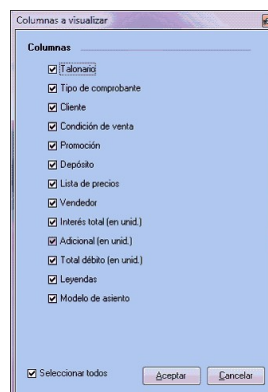 Columnas a visualizar
Columnas
Talonario
Tipo de comprobante
Cliente
Condición de venta
Promoción
Depósito
Lista de precios
Vendedor
Interés total (en unid.)
Adicional (en unid.)
Total débito (en unid.)
Leyendas
Modelo de asiento
Seleccionar todos
Aceptar
Cancelar